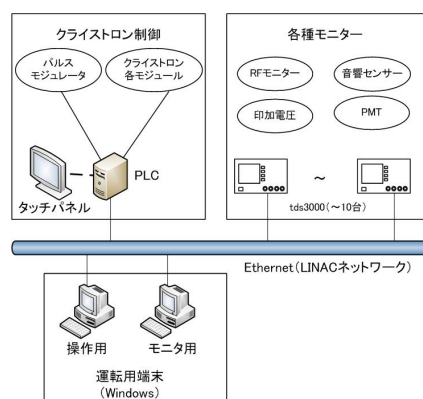 クライストロン制御
パルス
モジュレータ
クライストロン
各モジュール
PLC
タッチパネル
各種モニター
RFモニター
音響センサー
印加電圧
PMT
～
tds3000(～10台)
Ethernet(LINACネットワーク)
操作用
モニタ用
運転用端末
(Windows)